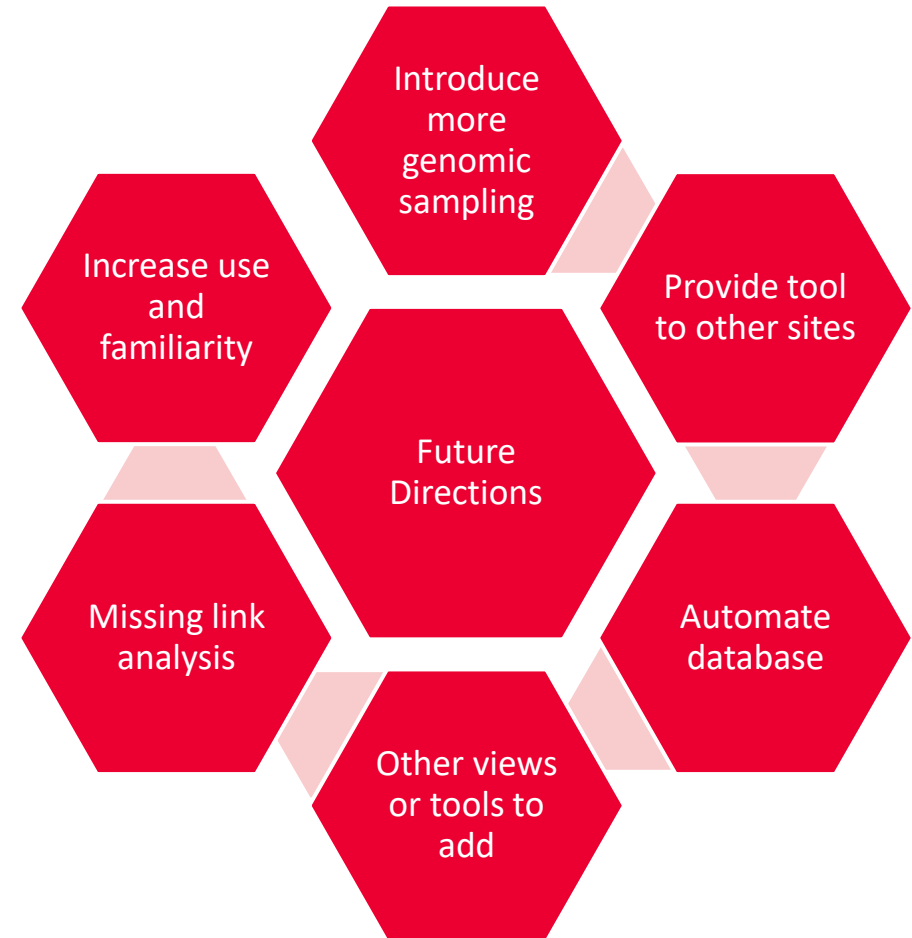 Introduce
more
genomic
sampling
Provide tool
to other sites
Automate
database
Other views
or tools to
add
Missing link
analysis
Increase use
and
familiarity
Future
Directions